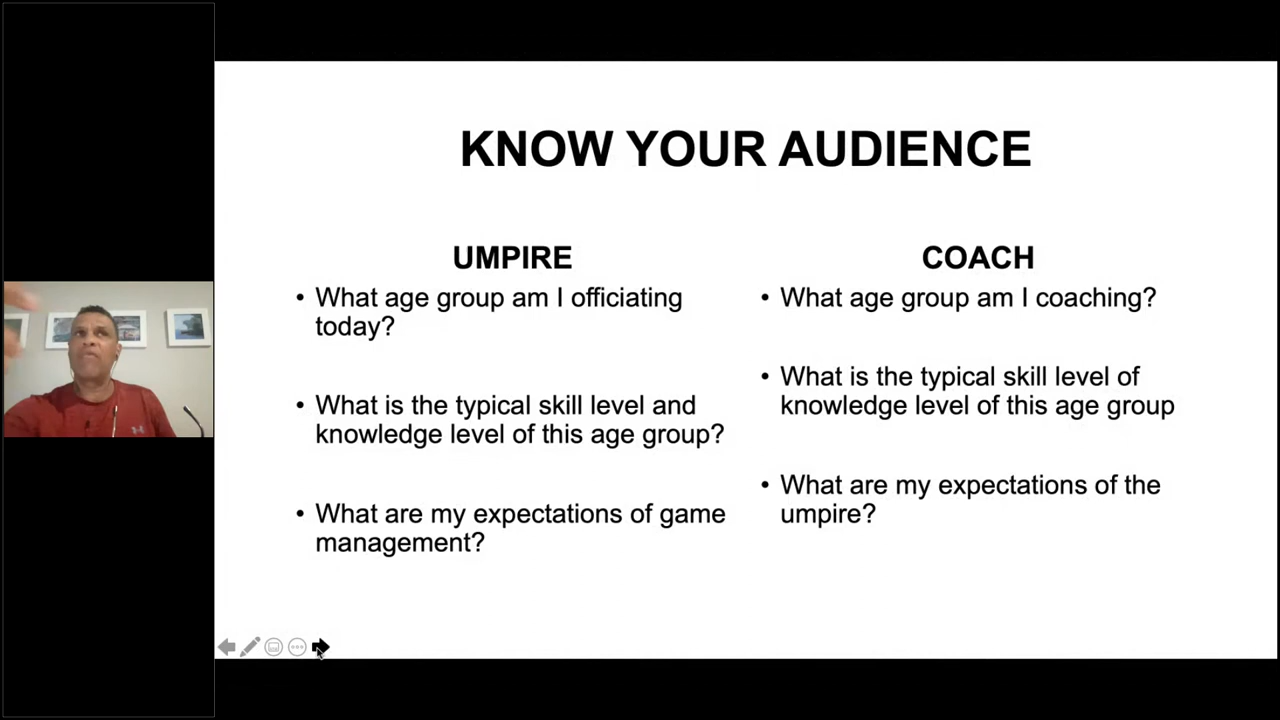 KNOW YOUR AUDIENCE
UMPIRE
• What age group am I officiating
today?
• What is the typical skill level and
knowledge level of this age group?
• What are my expectations of game
management?
COACH
• What age group am I coaching?
• What is the typical skill level of
knowledge level of this age group
• What are my expectations of the
umpire?